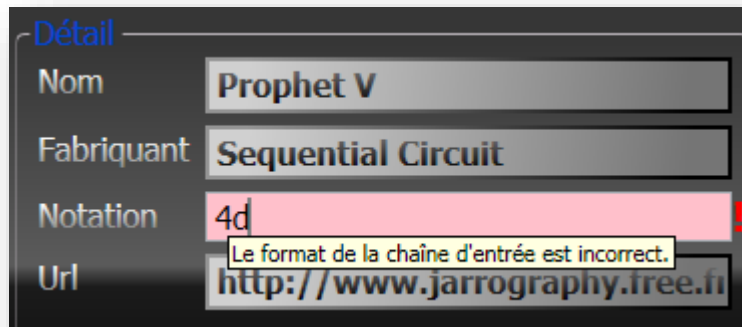 Détail
Nom Prophet V
Fabriquant Sequential Circuit
Notation 4d !
Le format de la chaîne d'entrée est incorrect.
Url http://www.jarrography.free.fr